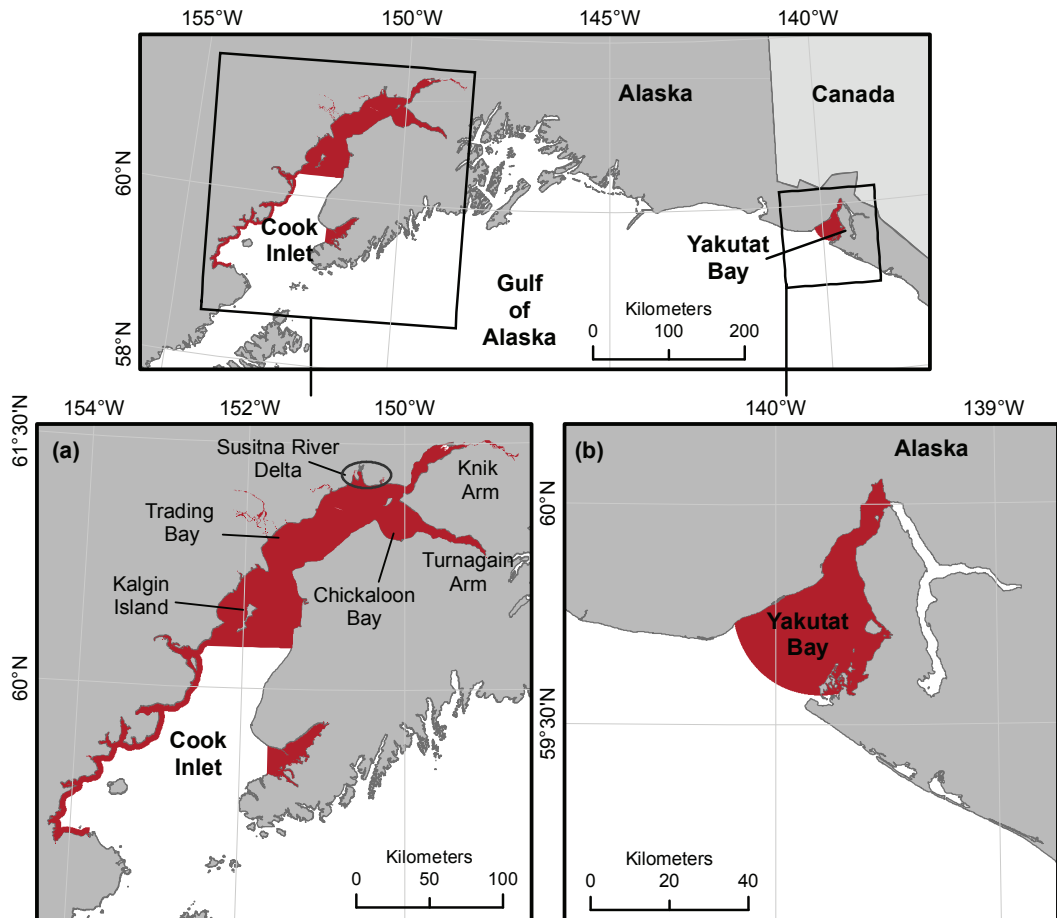 155°W 150°W 145°W 140°W
60°N
58°N
Alaska
Canada
Cook
Inlet
Yakutat
Bay
Gulf
of
Alaska
Kilometers
0 100 200
154°W 152°W 150°W
61°30'N
60°N
(a)
Susitna River
Delta
Knik
Arm
Trading
Bay
Turnagain
Arm
Kalgin
Island
Chickaloon
Bay
Cook
Inlet
Kilometers
0 50 100
140°W 139°W
(b)
Alaska
60°N
59°30'N
Yakutat
Bay
Kilometers
0 20 40